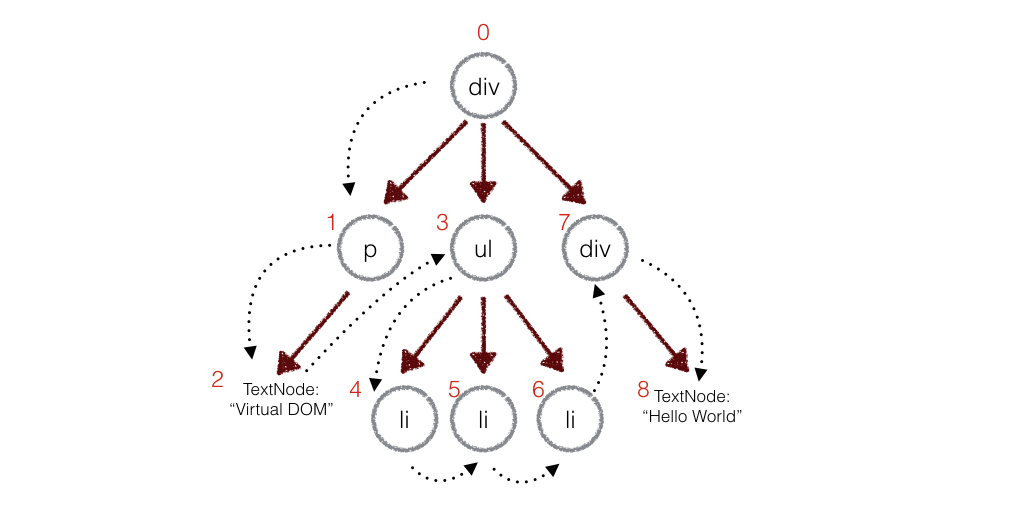 0
div
1
p
3
ul
7
div
2
TextNode:
“Virtual DOM”
4
li
5
li
6
li
8
TextNode:
“Hello World”